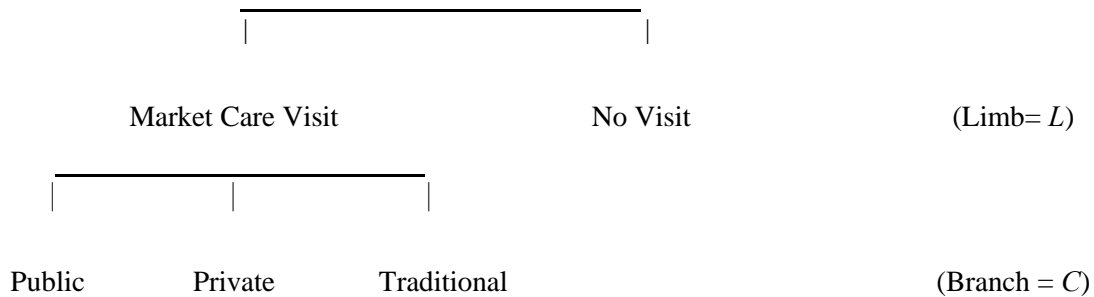 Market Care Visit No Visit (Limb= L)
Public Private Traditional (Branch = C)